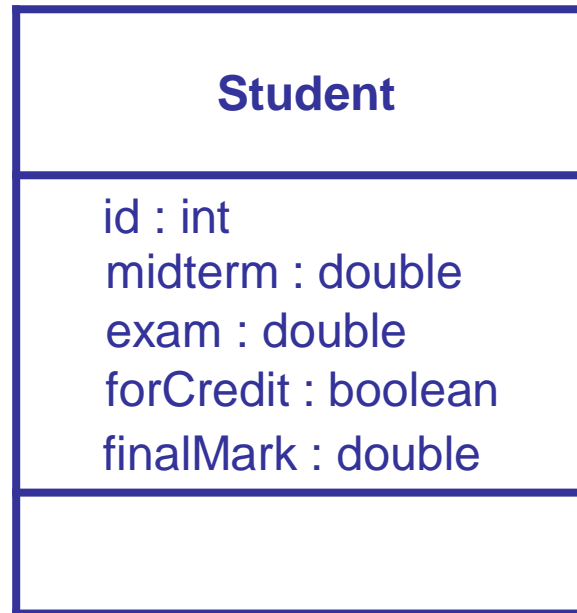 Student
id : int
midterm : double
exam : double
forCredit : boolean
finalMark : double